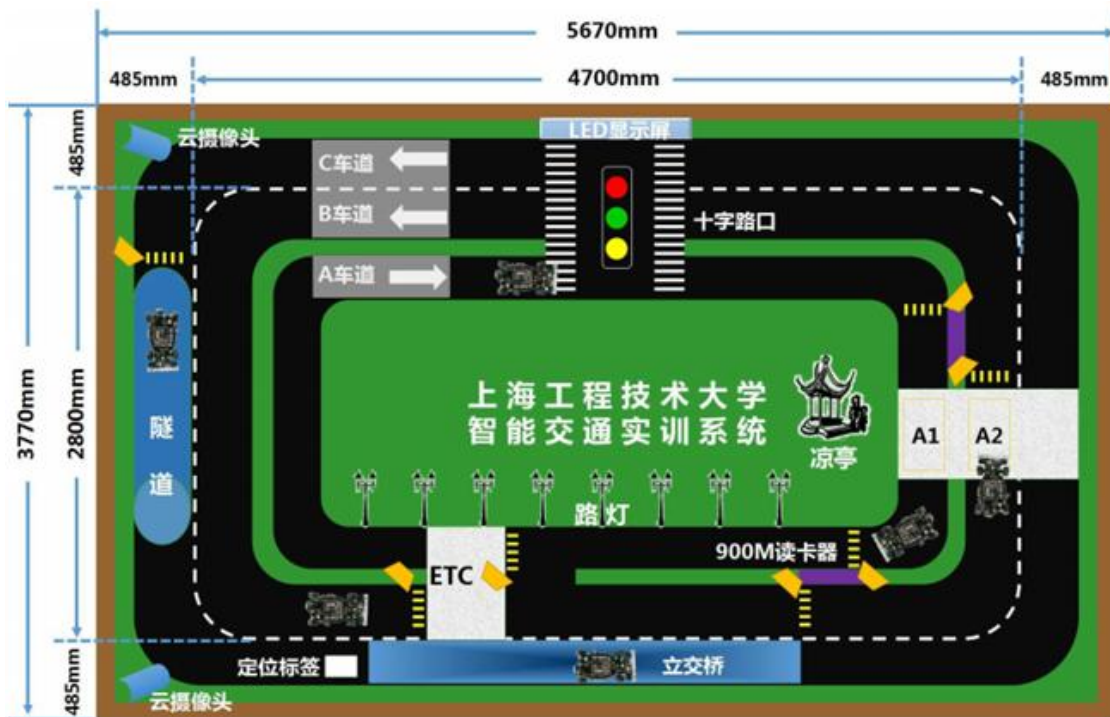 5670mm
485mm
4700mm
485mm
485mm
云摄像头
LED显示屏
C车道
B车道
十字路口
A车道
3770mm
2800mm
隧道
上海工程技术大学
智能交通实训系统
凉亭
A1
A2
路灯
900M读卡器
ETC
485mm
定位标签
立交桥
云摄像头